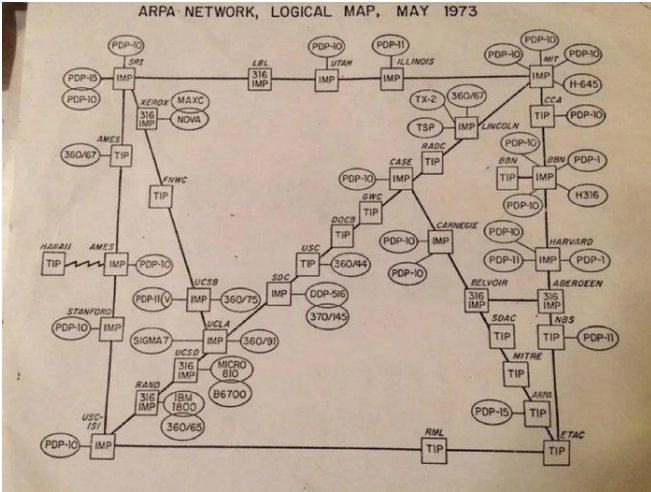 ARPA NETWORK, LOGICAL MAP, MAY 1973
PDP-10
SRI
IMP
PDP-15
PDP-10
LBL
316
IMP
PDP-10
UTAH
IMP
PDP-11
ILLINOIS
IMP
PDP-10
PDP-10
PDP-10
MIT
IMP
H-645
XEROX
316
IMP
MAXC
NOVA
TX-2
360/67
TSP
IMP
LINCOLN
CCA
TIP
PDP-10
AMES
360/67
TIP
FNWC
TIP
RADC
TIP
CASE
PDP-10
IMP
GWC
TIP
DOCB
TIP
BBN
TIP
PDP-10
BBN
PDP-1
IMP
H316
PDP-10
HAWAII
TIP
AMES
IMP
PDP-10
USC
TIP
360/44
CARNEGIE
PDP-10
IMP
PDP-10
PDP-10
HARVARD
PDP-11
IMP
PDP-1
UCSB
PDP-11
V
IMP
360/75
SDC
IMP
DDP-516
370/145
BELVOIR
316
IMP
ABERDEEN
316
IMP
STANFORD
PDP-10
IMP
UCLA
SIGMA 7
IMP
360/91
SDAC
TIP
NBS
TIP
PDP-11
UCSD
316
IMP
MICRO
810
B6700
MITRE
TIP
RAND
316
IMP
IBM
1800
360/65
ARPA
PDP-15
TIP
USC-
ISI
PDP-10
IMP
RML
TIP
ETAC
TIP